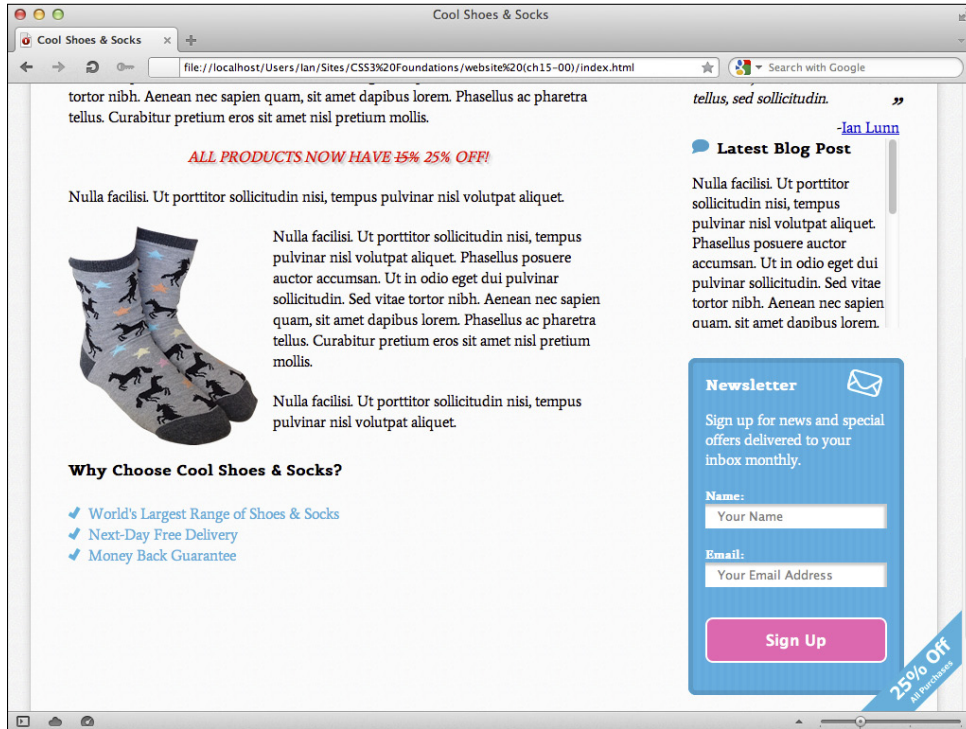 Cool Shoes & Socks
Cool Shoes & Socks
file://localhost/Users/Ian/Sites/CSS3%20Foundations/website%20(ch15-00)/index.html
Search with Google
tortor nibh. Aenean nec sapien quam, sit amet dapibus lorem. Phasellus ac pharetra
tellus. Curabitur pretium eros sit amet nisl pretium mollis.
ALL PRODUCTS NOW HAVE 15% 25% OFF!
Nulla facilisi. Ut porttitor sollicitudin nisi, tempus pulvinar nisl volutpat aliquet.
Nulla facilisi. Ut porttitor sollicitudin nisi, tempus
pulvinar nisl volutpat aliquet. Phasellus posuere
auctor accumsan. Ut in odio eget dui pulvinar
sollicitudin. Sed vitae tortor nibh. Aenean nec sapien
quam, sit amet dapibus lorem. Phasellus ac pharetra
tellus. Curabitur pretium eros sit amet nisl pretium
mollis.
Nulla facilisi. Ut porttitor sollicitudin nisi, tempus
pulvinar nisl volutpat aliquet.
Why Choose Cool Shoes & Socks?
World's Largest Range of Shoes & Socks
Next-Day Free Delivery
Money Back Guarantee
tellus, sed sollicitudin. ”
-Ian Lunn
Latest Blog Post
Nulla facilisi. Ut porttitor
sollicitudin nisi, tempus
pulvinar nisl volutpat aliquet.
Phasellus posuere auctor
accumsan. Ut in odio eget dui
pulvinar sollicitudin. Sed vitae
tortor nibh. Aenean nec sapien
quam, sit amet dapibus lorem.
Newsletter
Sign up for news and special
offers delivered to your
inbox monthly.
Name:
Your Name
Email:
Your Email Address
Sign Up
25% Off
All Purchases